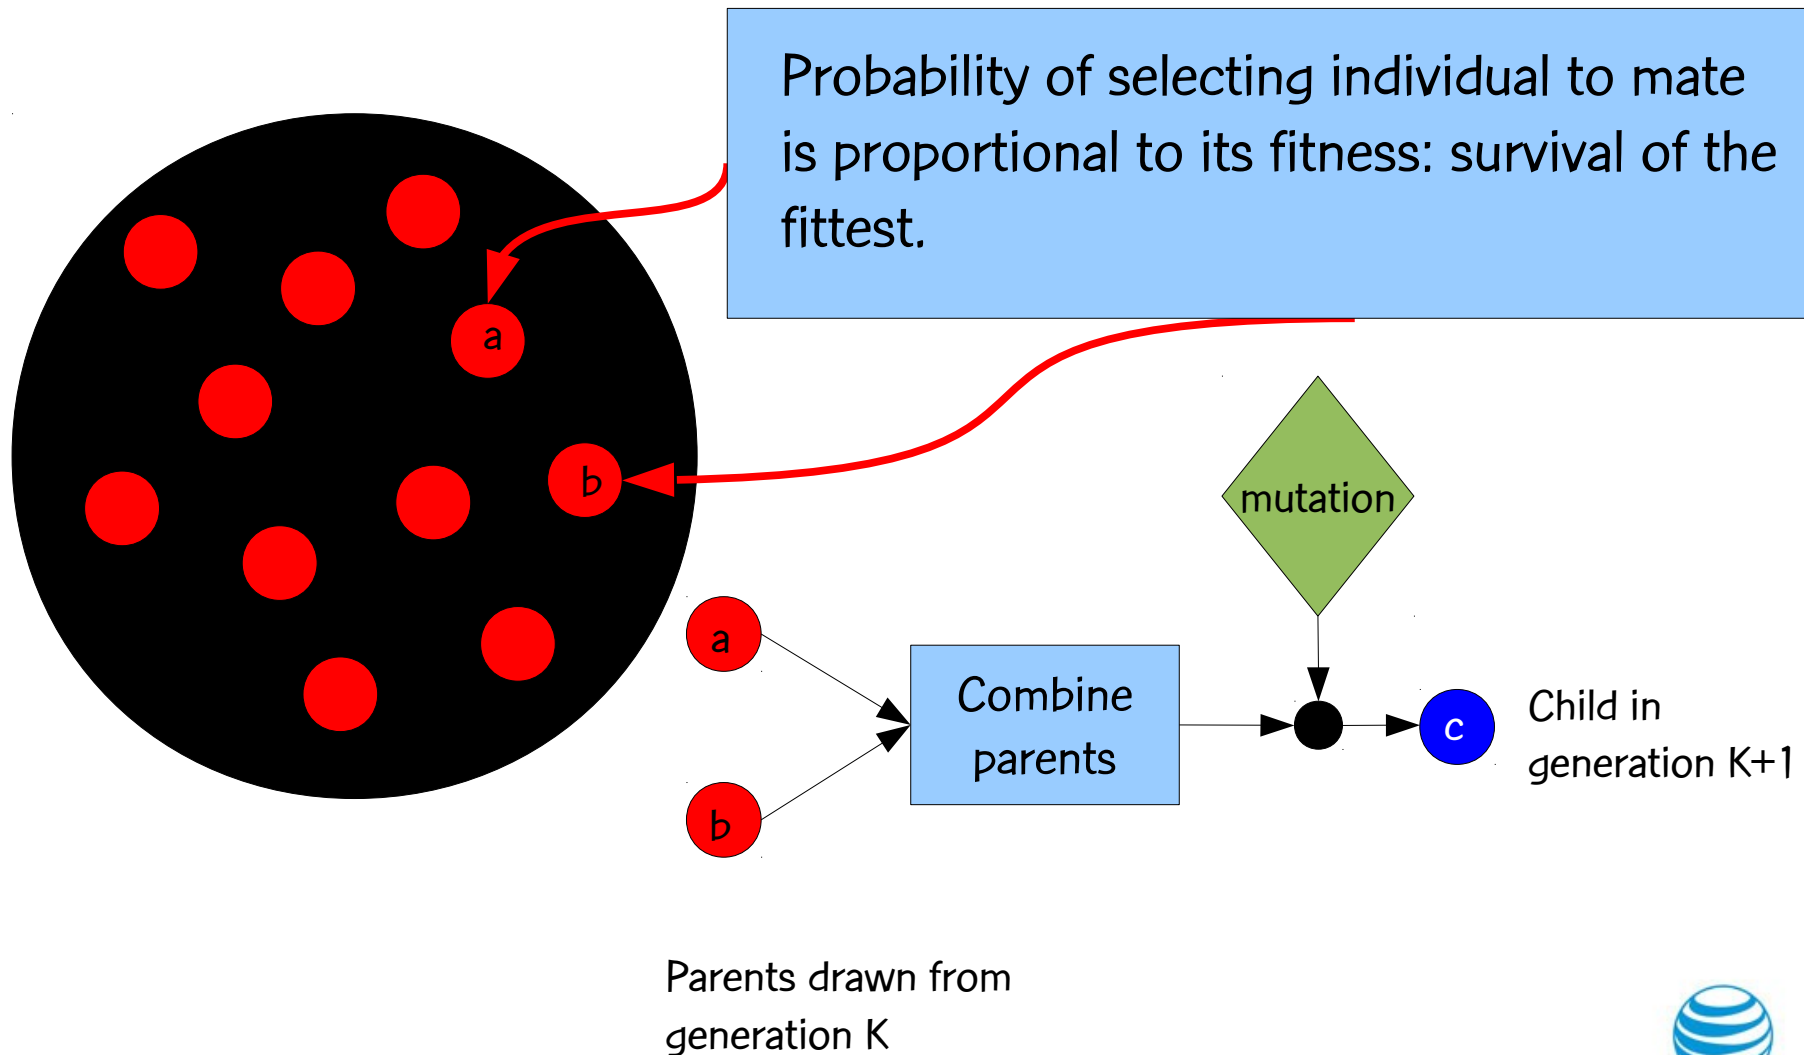 Probability of selecting individual to mate
is proportional to its fitness: survival of the
fittest.
a
b
mutation
a
Combine
parents
b
c
Child in
generation K+1
Parents drawn from
generation K